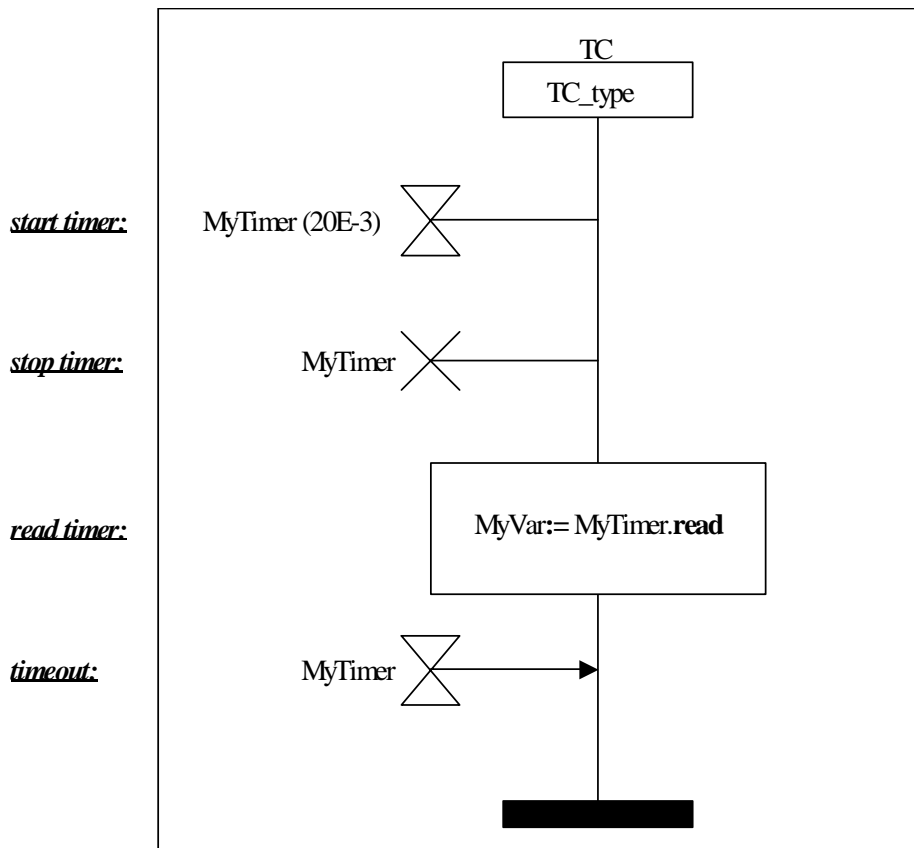 TC
TC_type
start timer: MyTimer (20E-3)
stop timer: MyTimer
read timer: MyVar:= MyTimer.read
timeout: MyTimer